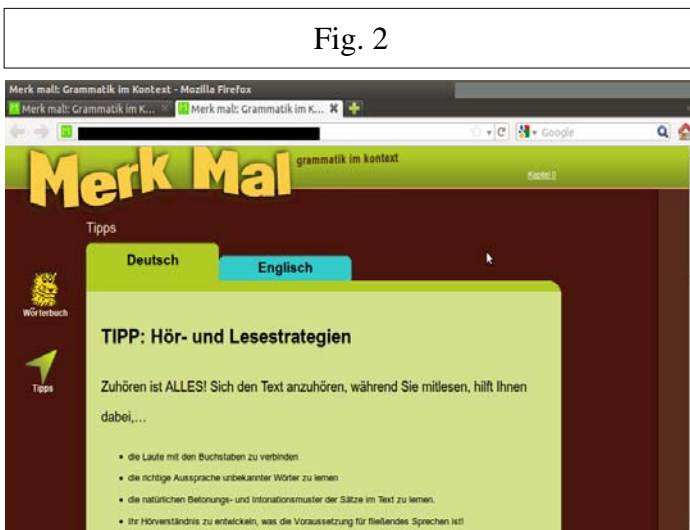 Fig. 2
Merk malt: Grammatik im Kontext - Mozilla Firefox
Merk malt: Grammatik im K... Merk malt: Grammatik im K...
Google
Merk Mal grammatik im kontext
Kapitel 0
Tipps
Deutsch Englisch
Wörterbuch
TIPP: Hör- und Lesestrategien
Tipps
Zuhören ist ALLES! Sich den Text anzuhören, während Sie mitlesen, hilft Ihnen
dabei,…
• die Laute mit den Buchstaben zu verbinden
• die richtige Aussprache unbekannter Wörter zu lernen
• die natürlichen Betonungs- und Intonationsmuster der Sätze im Text zu lernen.
• Ihr Hörverständnis zu entwickeln, was die Voraussetzung für fließendes Sprechen ist!